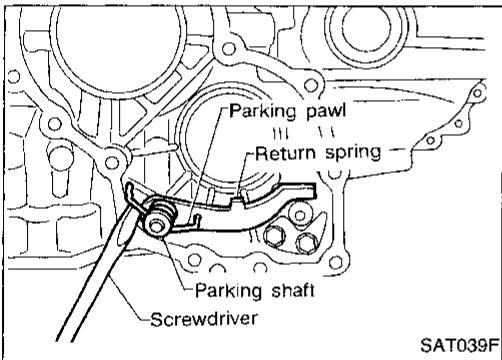 Parking pawl
Return spring
Parking shaft
Screwdriver
SAT039F